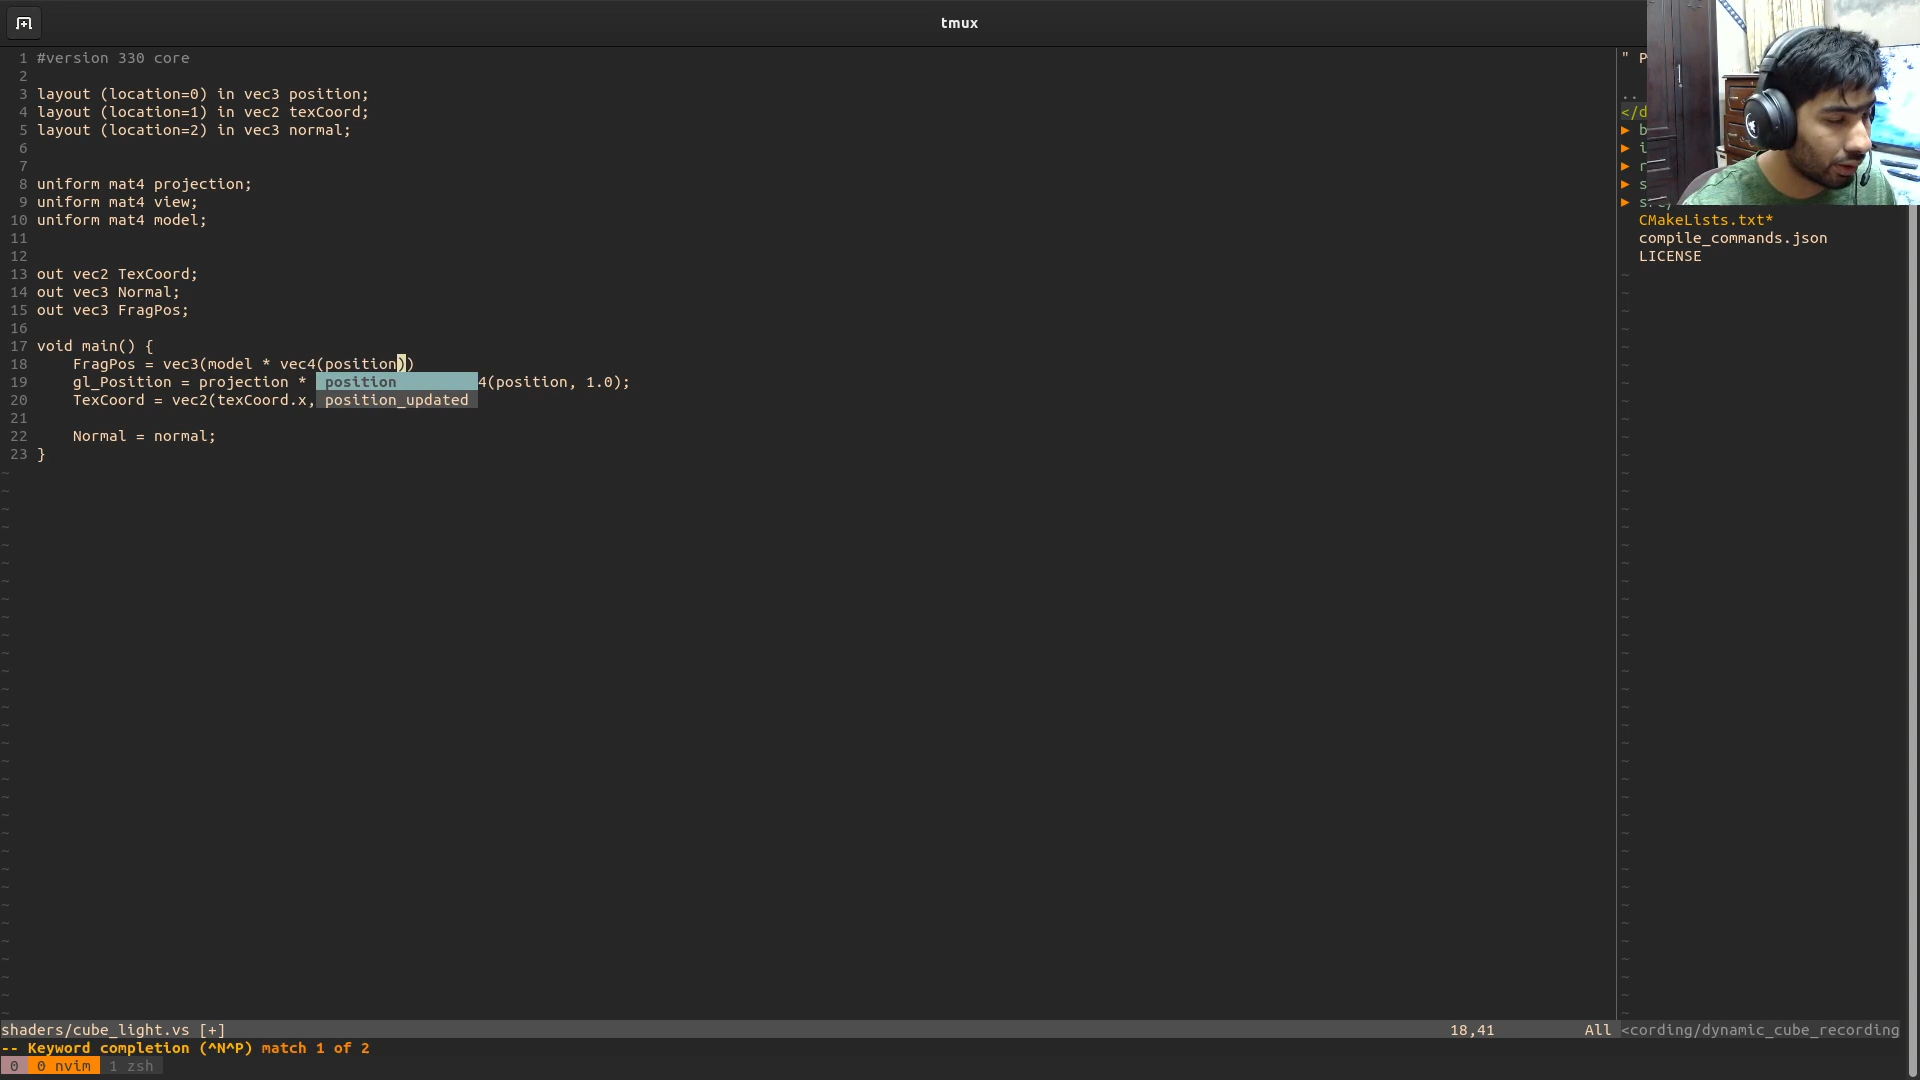 tmux
1 #version 330 core
2
3 layout (location=0) in vec3 position;
4 layout (location=1) in vec2 texCoord;
5 layout (location=2) in vec3 normal;
6
7
8 uniform mat4 projection;
9 uniform mat4 view;
10 uniform mat4 model;
11
12
13 out vec2 TexCoord;
14 out vec3 Normal;
15 out vec3 FragPos;
16
17 void main() {
18 FragPos = vec3(model * vec4(position))
19 gl_Position = projection * position 4(position, 1.0);
20 TexCoord = vec2(texCoord.x, position_updated
21
22 Normal = normal;
23 }
" P
..
</d
▸ b
▸ i
▸ r
▸ s
▸
CMakeLists.txt*
compile_commands.json
LICENSE
shaders/cube_light.vs [+] 18,41 All <cording/dynamic_cube_recording
-- Keyword completion (^N^P) match 1 of 2
0 0 nvim 1 zsh